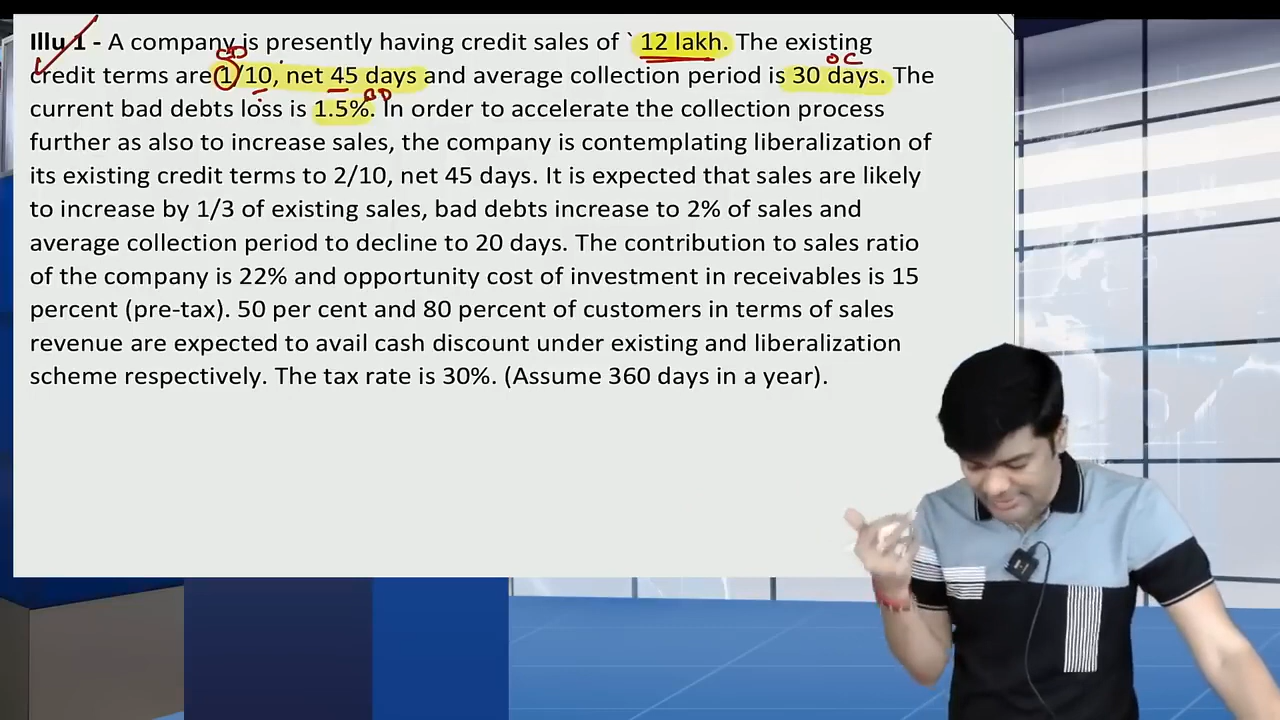 Illu 1 - A company is presently having credit sales of ` 12 lakh. The existing
OC
CD
credit terms are 1/10, net 45 days and average collection period is 30 days. The
BD
current bad debts loss is 1.5%. In order to accelerate the collection process
further as also to increase sales, the company is contemplating liberalization of
its existing credit terms to 2/10, net 45 days. It is expected that sales are likely
to increase by 1/3 of existing sales, bad debts increase to 2% of sales and
average collection period to decline to 20 days. The contribution to sales ratio
of the company is 22% and opportunity cost of investment in receivables is 15
percent (pre-tax). 50 per cent and 80 percent of customers in terms of sales
revenue are expected to avail cash discount under existing and liberalization
scheme respectively. The tax rate is 30%. (Assume 360 days in a year).